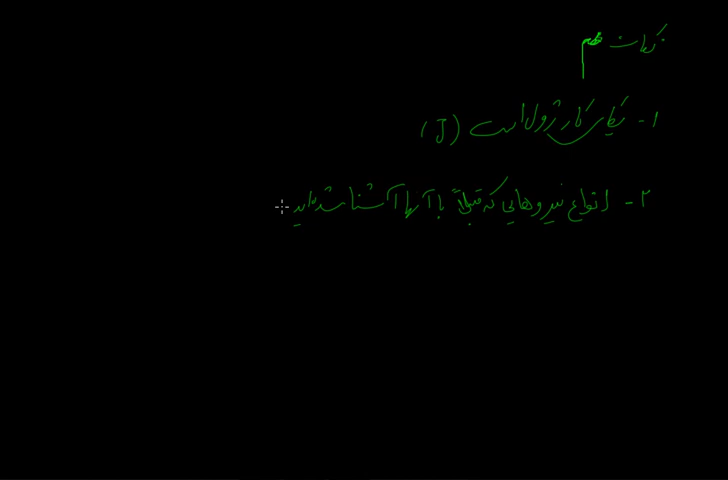 نکات مهم
۱- یکای کار ژول است (J)
۲- انواع نیروهایی که قبلاً با آنها آشنا شده‌اید